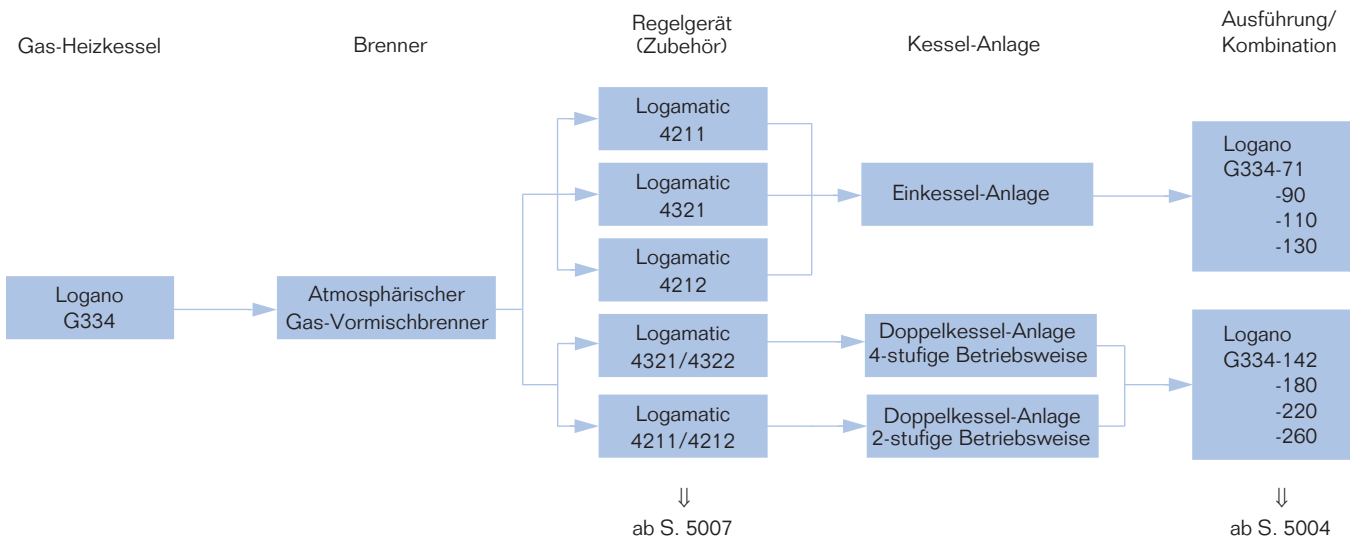 Gas-Heizkessel
Brenner
Regelgerät
(Zubehör)
Kessel-Anlage
Ausführung/
Kombination
Logano
G334
Atmosphärischer
Gas-Vormischbrenner
Logamatic
4211
Logamatic
4321
Logamatic
4212
Logamatic
4321/4322
Logamatic
4211/4212
Einkessel-Anlage
Doppelkessel-Anlage
4-stufige Betriebsweise
Doppelkessel-Anlage
2-stufige Betriebsweise
Logano
G334-71
-90
-110
-130
Logano
G334-142
-180
-220
-260
⇓
ab S. 5007
⇓
ab S. 5004